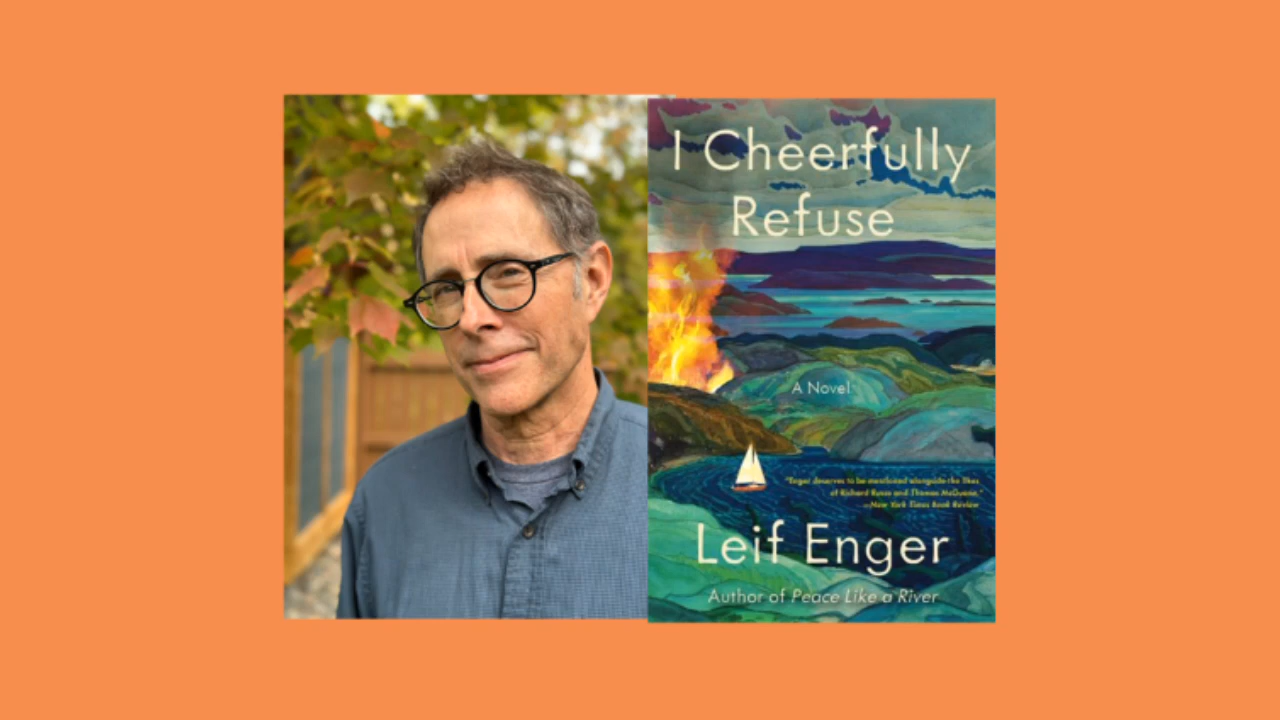 I Cheerfully
Refuse
A Novel
"Enger deserves to be mentioned alongside the likes
of Richard Russo and Thomas McGuane."
—New York Times Book Review
Leif Enger
Author of Peace Like a River